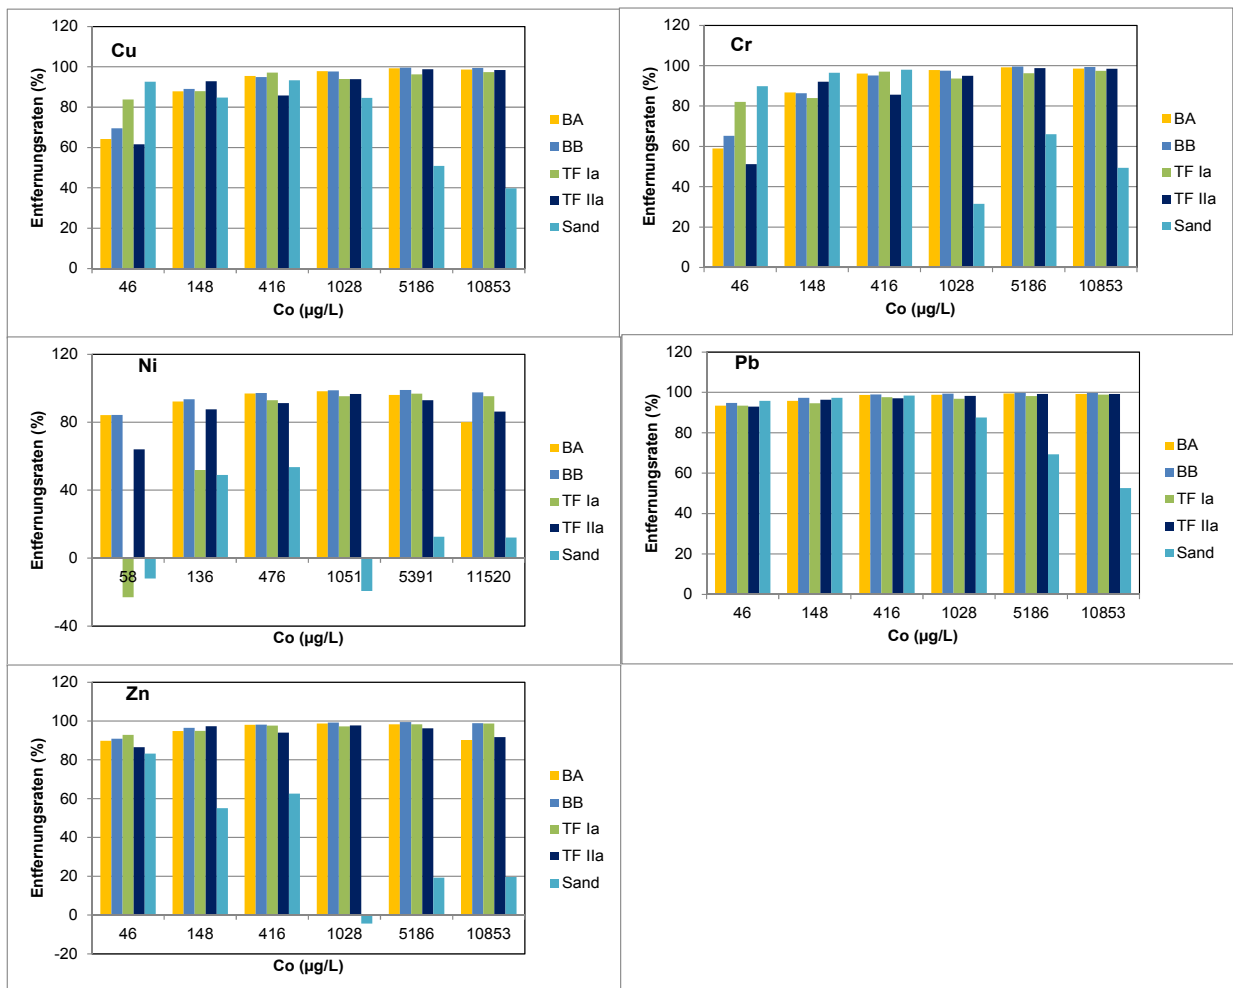 Cu
Entfernungsraten (%)
120
100
80
60
40
20
0
46 148 416 1028 5186 10853
Co (µg/L)
BA
BB
TF Ia
TF IIa
Sand
Cr
Entfernungsraten (%)
120
100
80
60
40
20
0
46 148 416 1028 5186 10853
Co (µg/L)
BA
BB
TF Ia
TF IIa
Sand
Ni
Entfernungsraten (%)
120
80
40
0
-40
58 136 476 1051 5391 11520
Co (µg/L)
BA
BB
TF Ia
TF IIa
Sand
Pb
Entfernungsraten (%)
120
100
80
60
40
20
0
46 148 416 1028 5186 10853
Co (µg/L)
BA
BB
TF Ia
TF IIa
Sand
Zn
Entfernungsraten (%)
120
100
80
60
40
20
0
-20
46 148 416 1028 5186 10853
Co (µg/L)
BA
BB
TF Ia
TF IIa
Sand